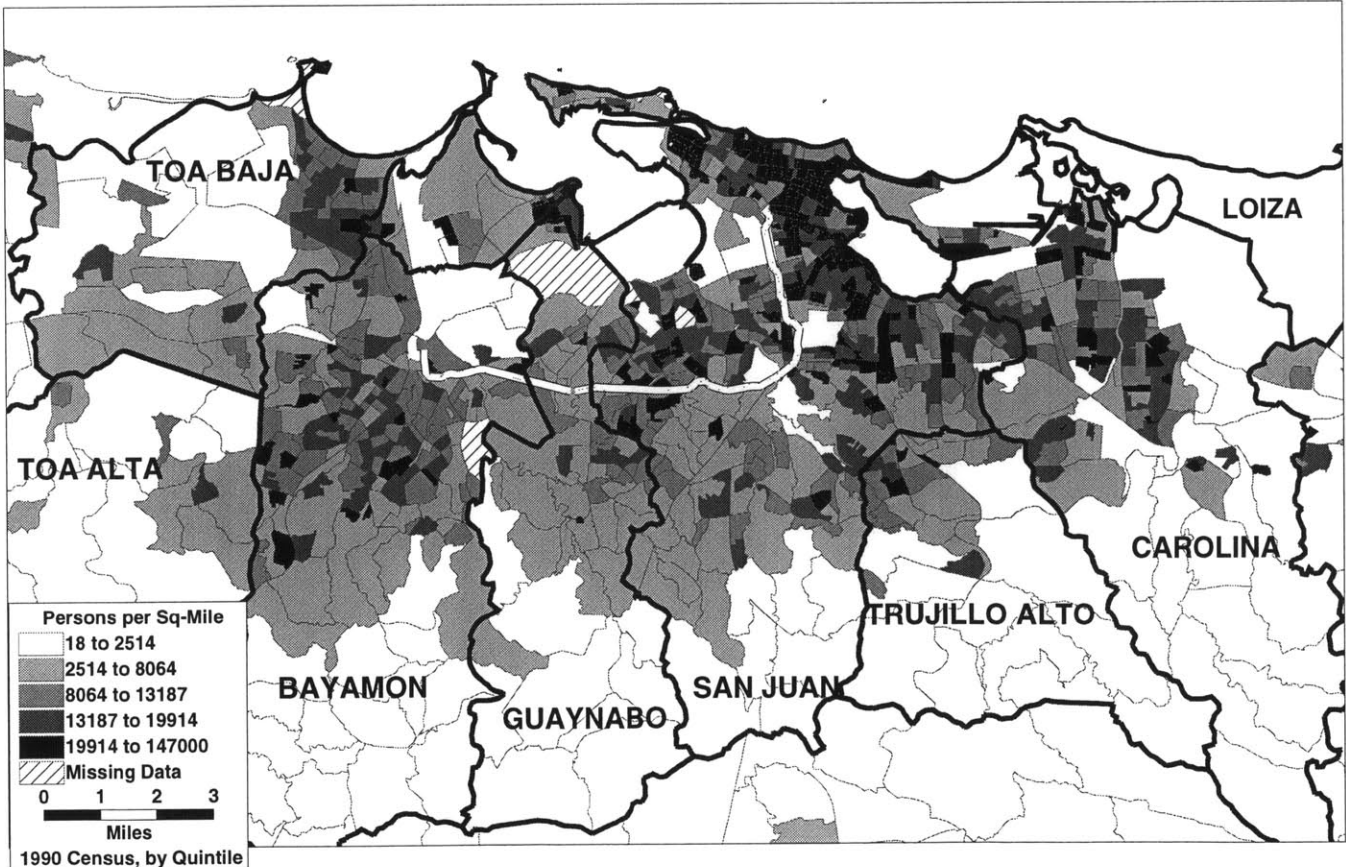 TOA BAJA
LOIZA
TOA ALTA
CAROLINA
TRUJILLO ALTO
BAYAMON
SAN JUAN
GUAYNABO
Persons per Sq-Mile
18 to 2514
2514 to 8064
8064 to 13187
13187 to 19914
19914 to 147000
Missing Data
0 1 2 3
Miles
1990 Census, by Quintile